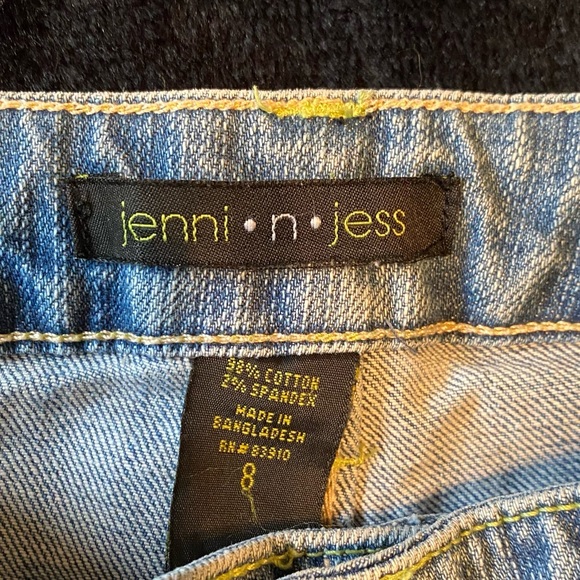 jenni • n • jess
98% COTTON
2% SPANDEX
MADE IN
BANGLADESH
RN# 83910
8